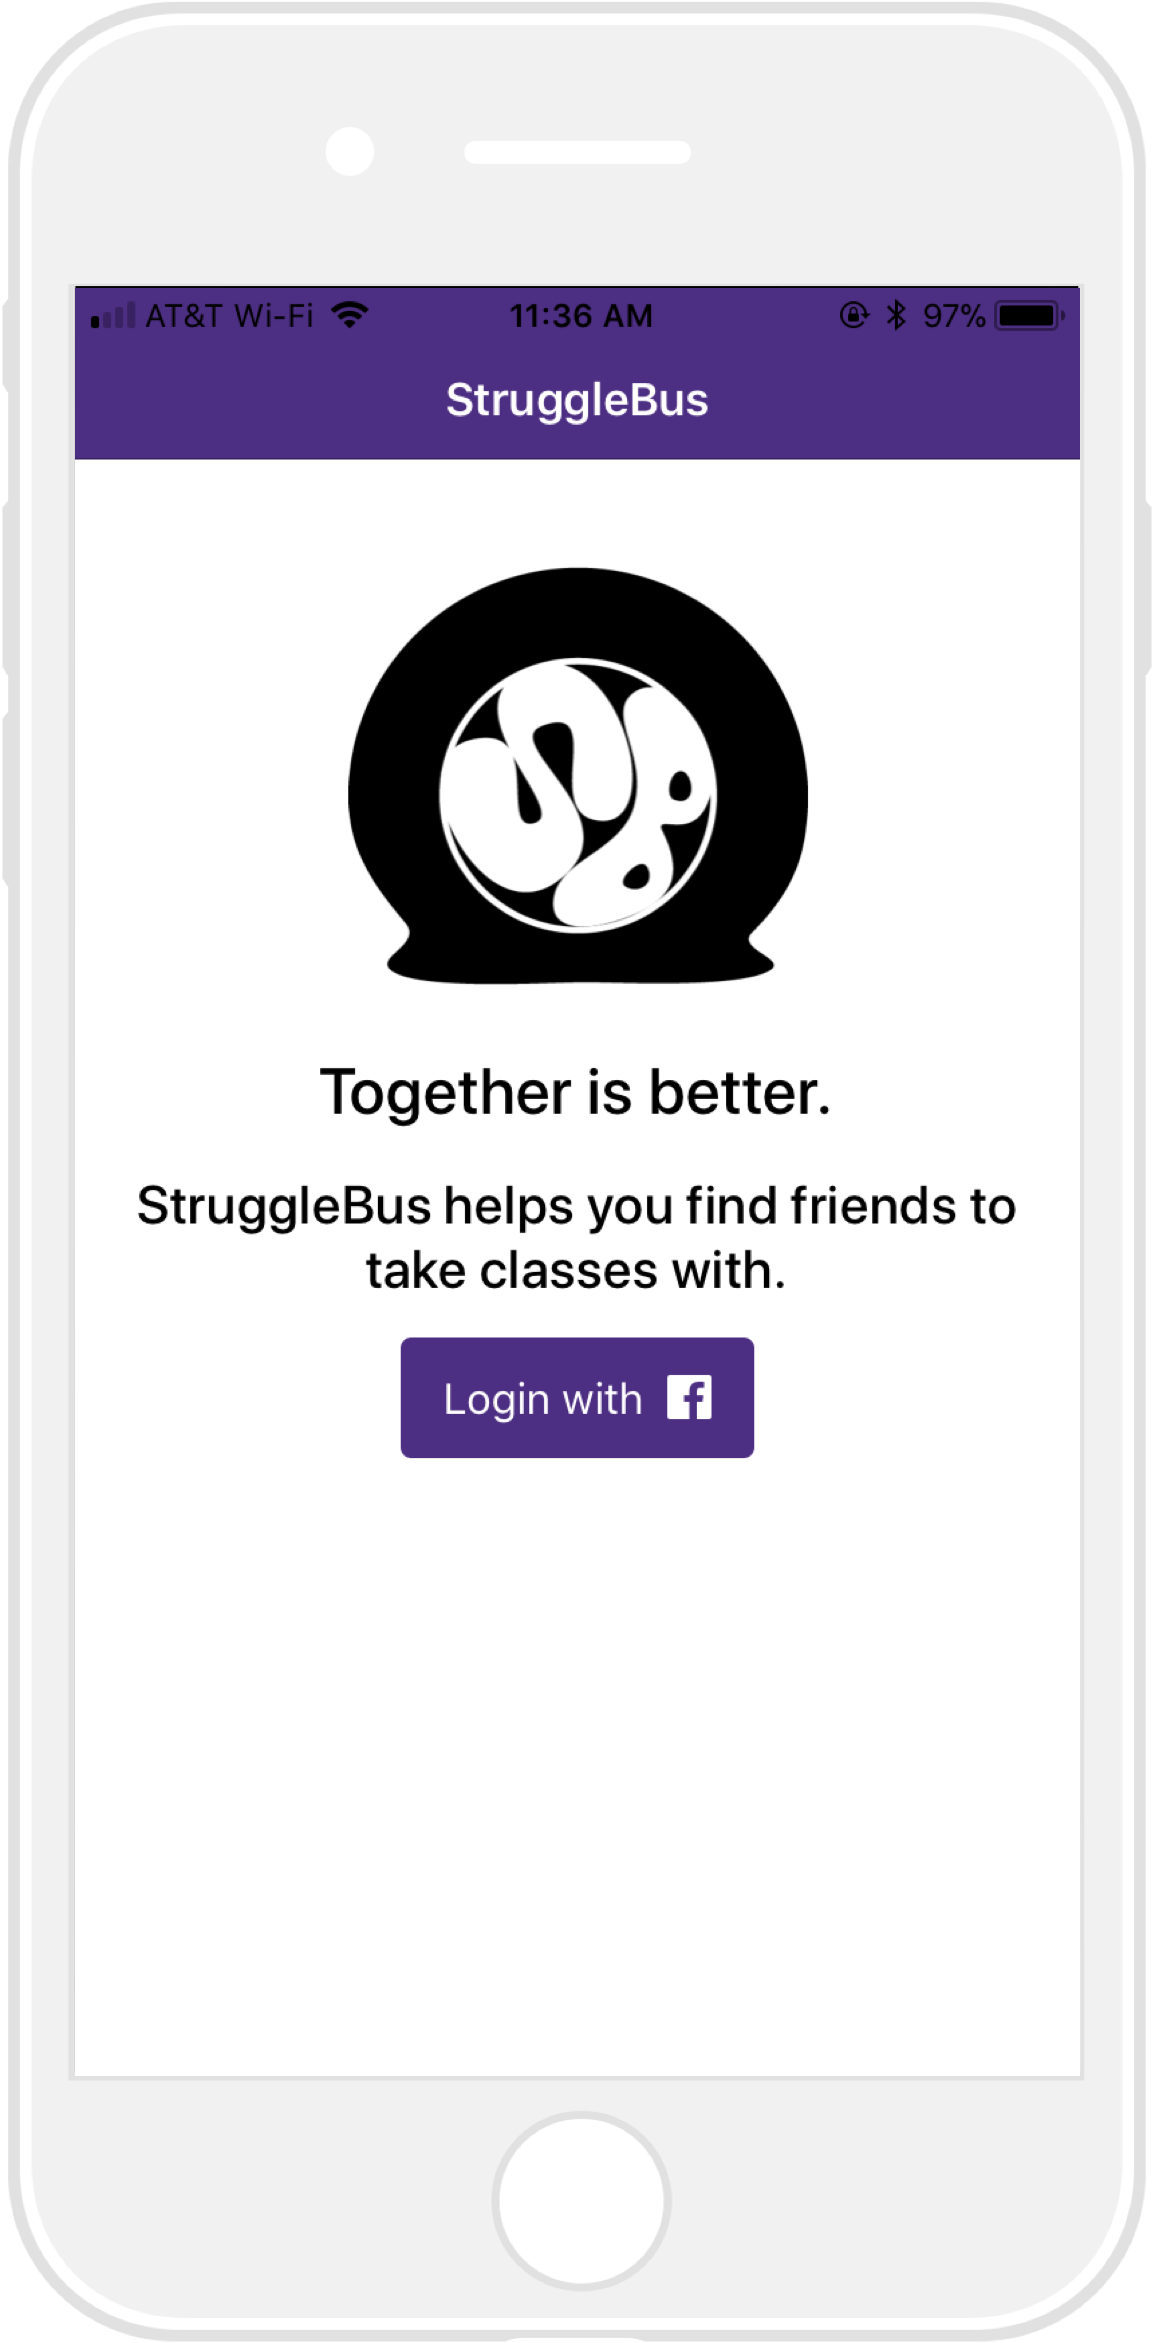 AT&T Wi-Fi 11:36 AM 97%
StruggleBus
SB
Together is better.
StruggleBus helps you find friends to
take classes with.
Login with f